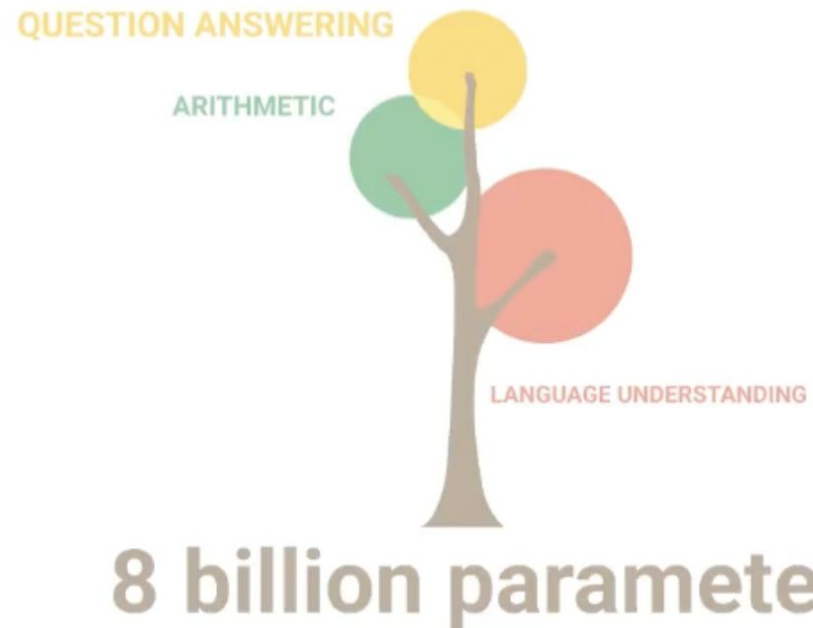 QUESTION ANSWERING
ARITHMETIC
LANGUAGE UNDERSTANDING
8 billion paramete